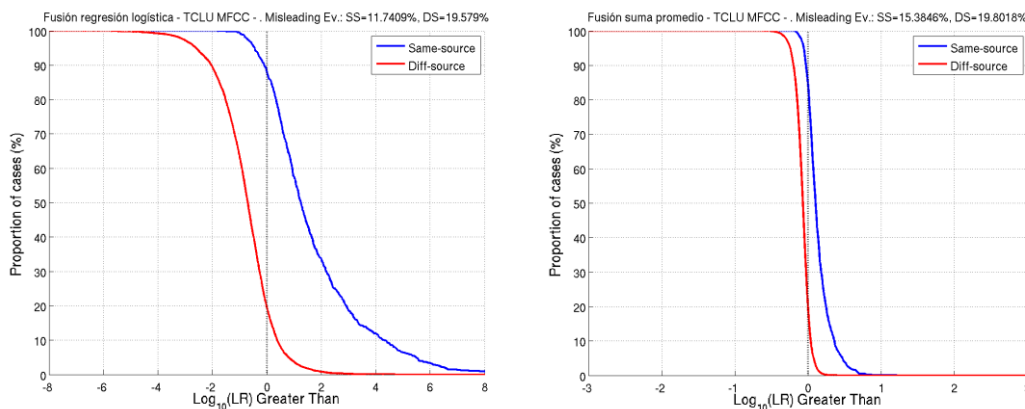 Fusión regresión logística - TCLU MFCC - . Misleading Ev.: SS=11.7409%, DS=19.579%
Proportion of cases (%)
100
90
80
70
60
50
40
30
20
10
0
Same-source
Diff-source
-8 -6 -4 -2 0 2 4 6 8
Log10(LR) Greater Than
Fusión suma promedio - TCLU MFCC - . Misleading Ev.: SS=15.3846%, DS=19.8018%
Proportion of cases (%)
100
90
80
70
60
50
40
30
20
10
0
Same-source
Diff-source
-3 -2 -1 0 1 2
Log10(LR) Greater Than